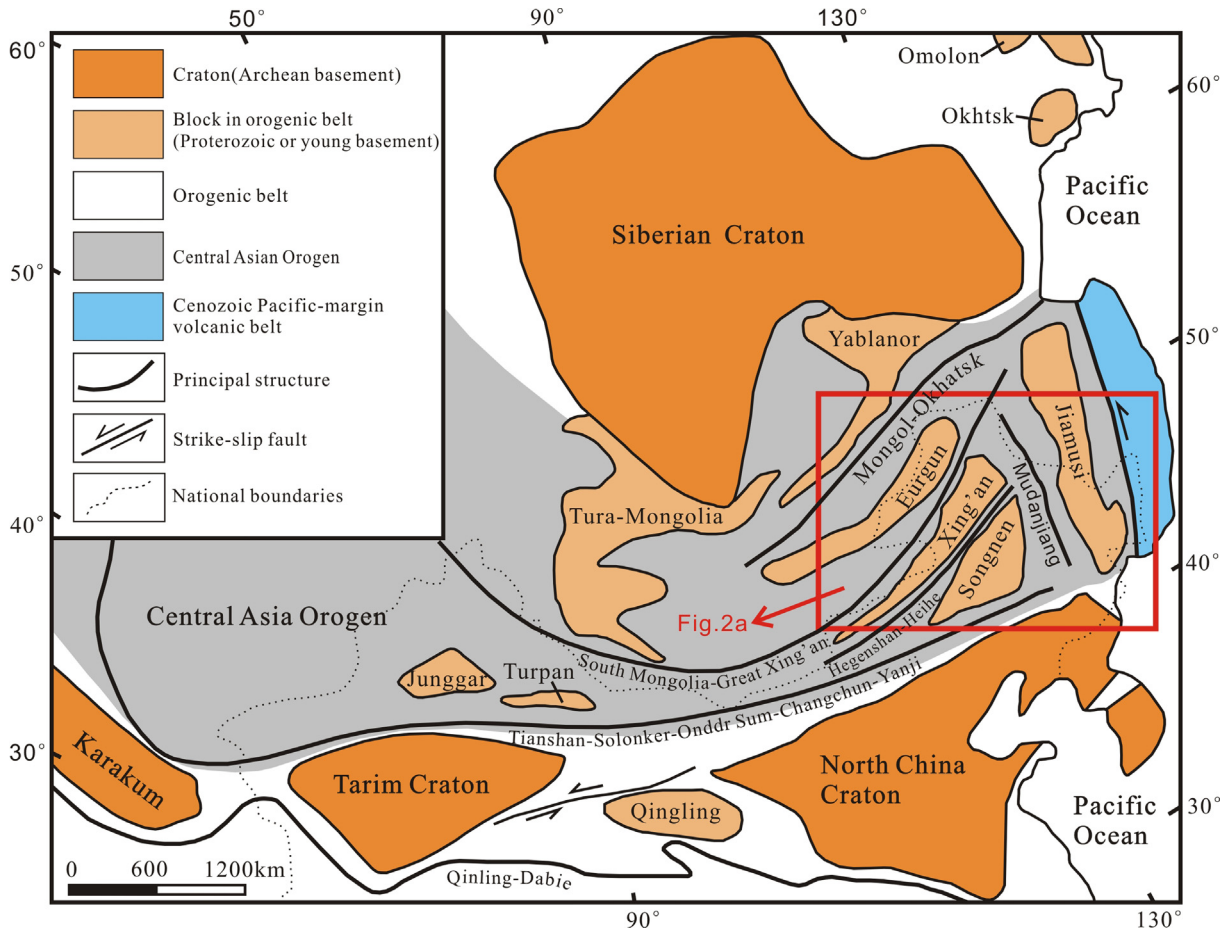 50°
90°
130°
60°
50°
40°
30°
60°
50°
40°
30°
90°
130°
Craton(Archean basement)
Block in orogenic belt
(Proterozoic or young basement)
Orogenic belt
Central Asian Orogen
Cenozoic Pacific-margin
volcanic belt
Principal structure
Strike-slip fault
National boundaries
Omolon
Okhtsk
Pacific
Ocean
Siberian Craton
Yablanor
Mongol-Okhatsk
Jiamusi
Eurgun
Xing'an
Mudanjiang
Songnen
Tura-Mongolia
Central Asia Orogen
Fig.2a
South Mongolia-Great Xing'an
Hegenshan-Heihe
Junggar
Turpan
Tianshan-Solonker-Onddr Sum-Changchun-Yanji
Karakum
Tarim Craton
North China
Craton
Qingling
Pacific
Ocean
Qinling-Dabie
0 600 1200km